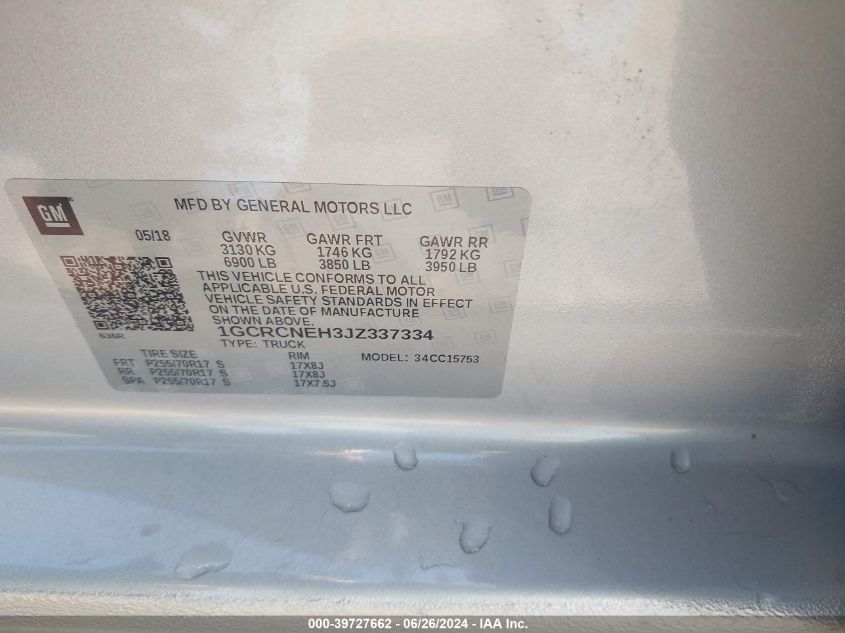 GM
MFD BY GENERAL MOTORS LLC
05/18 GVWR GAWR FRT GAWR RR
3130 KG 1746 KG 1792 KG
6900 LB 3850 LB 3950 LB
THIS VEHICLE CONFORMS TO ALL
APPLICABLE U.S. FEDERAL MOTOR
VEHICLE SAFETY STANDARDS IN EFFECT
ON THE DATE OF MANUFACTURE
SHOWN ABOVE.
636R
1GCRCNEH3JZ337334
TYPE: TRUCK
TIRE SIZE RIM MODEL: 34CC15753
FRT P255/70R17 S 17X8J
RR P255/70R17 S 17X8J
SPA P255/70R17 S 17X7.5J
000-39727662 - 06/26/2024 - IAA, Inc.